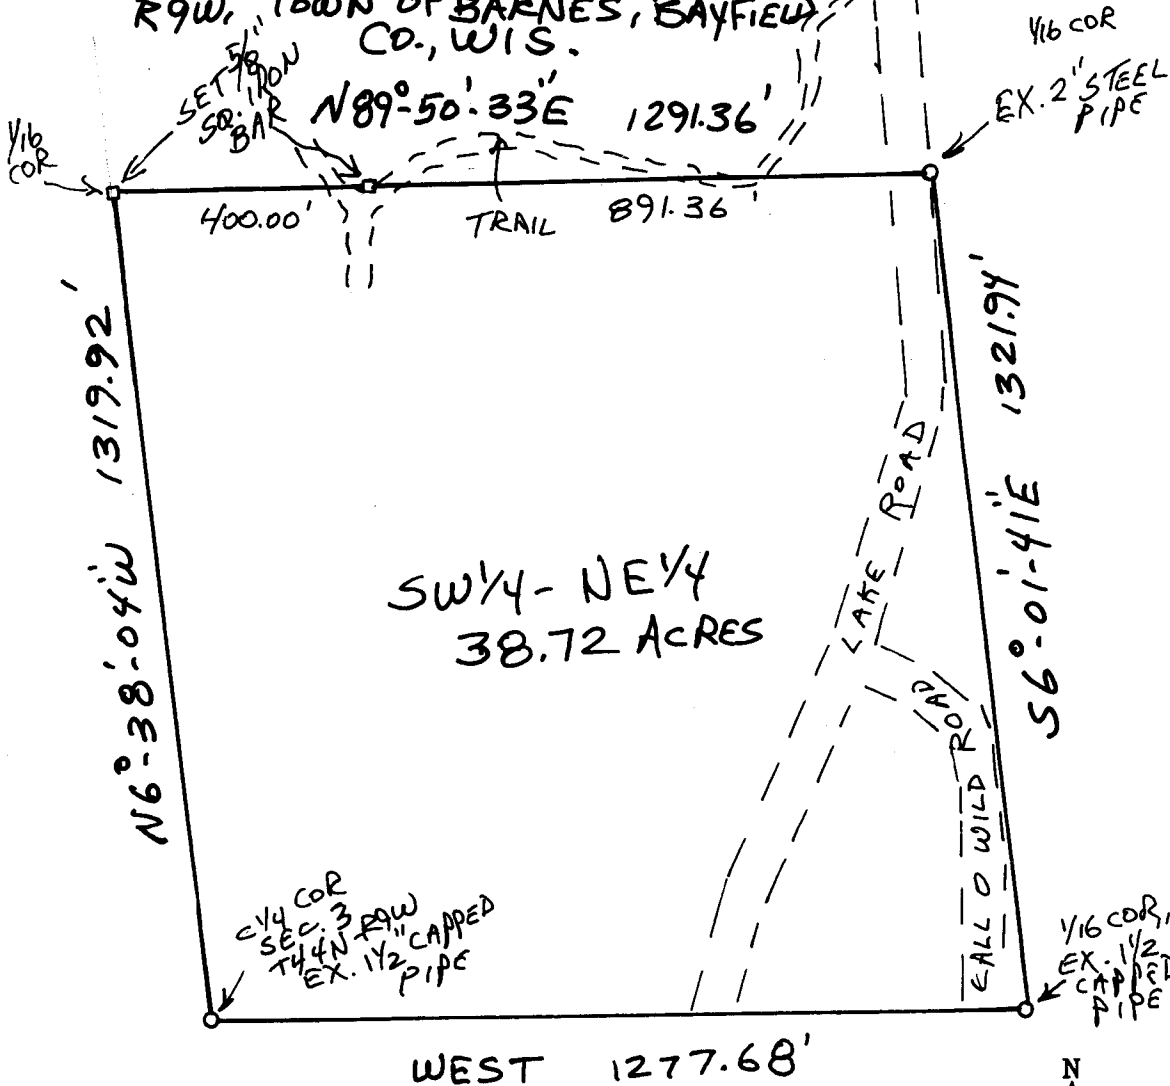 R9W, TOWN OF BARNES, BAYFIELD
CO., WIS.
1/16 COR
EX. 2" STEEL
PIPE
SET 5/8"
SQ. IRON
BAR
N89°-50'-33"E 1291.36'
1/16
COR
400.00'
TRAIL
891.36'
1319.92'
N6°-38'-04"W
1321.94'
S6°-01'-41"E
LAKE ROAD
SW1/4 - NE1/4
38.72 ACRES
CALL O WILD ROAD
ROAD
C1/4 COR
SEC. 3
T44N R9W
EX. 1 1/2" CAPPED
PIPE
1/16 COR,
EX. 1 1/2
CAPPED
PIPE
WEST 1277.68'
N